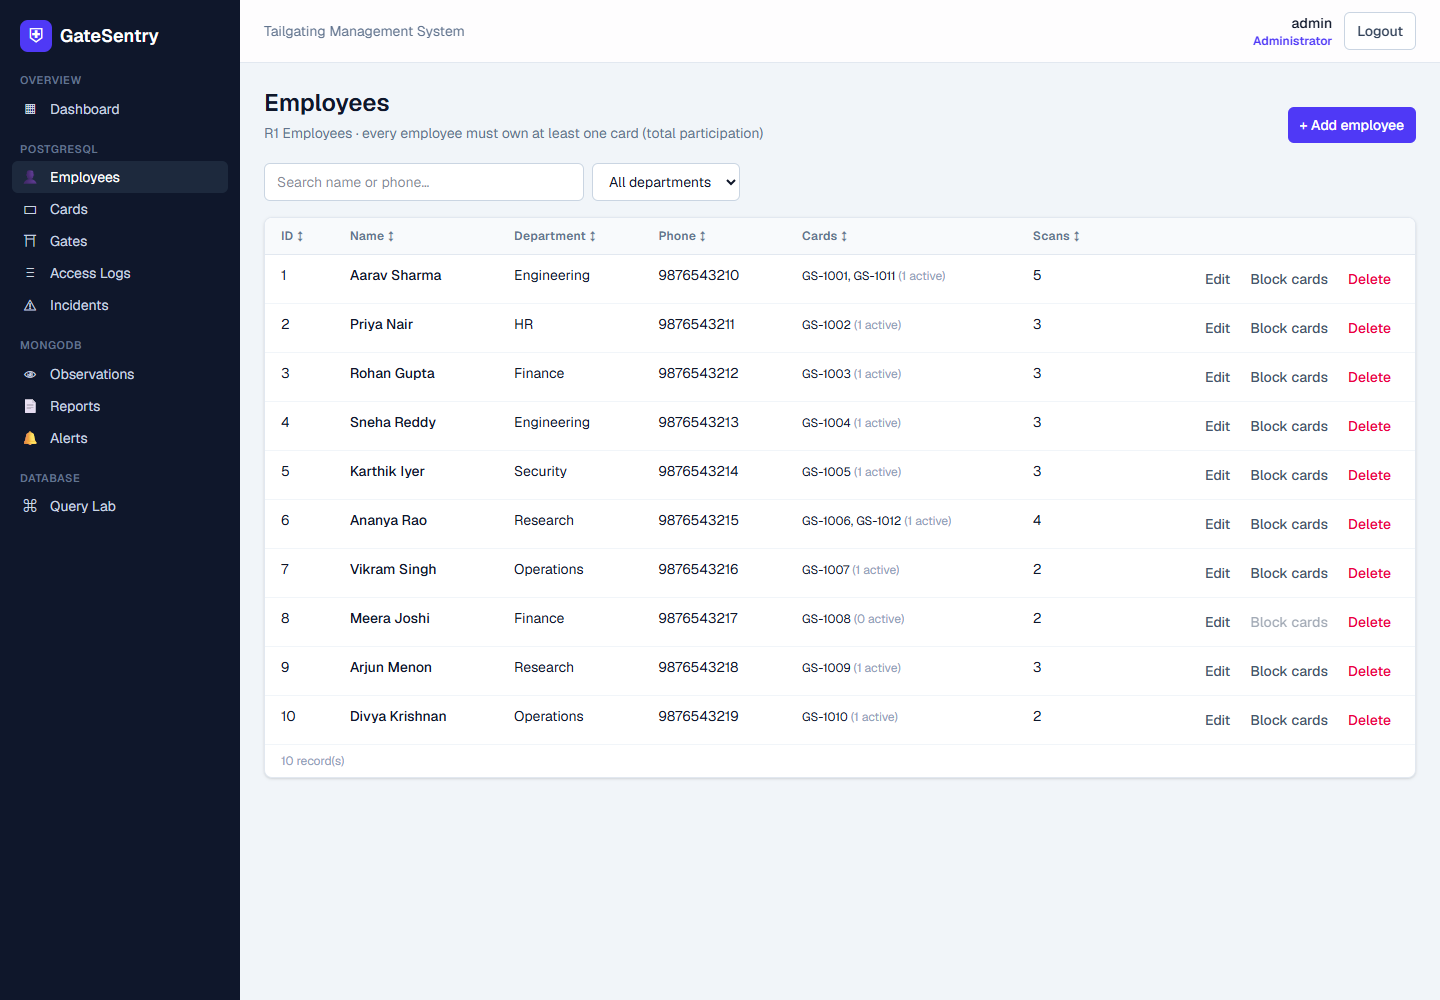 GateSentry
OVERVIEW
Dashboard
POSTGRESQL
Employees
Cards
Gates
Access Logs
Incidents
MONGODB
Observations
Reports
Alerts
DATABASE
Query Lab
Tailgating Management System
admin
Administrator
Logout
Employees
R1 Employees · every employee must own at least one card (total participation)
+ Add employee
Search name or phone...
All departments
ID ↕ Name ↕ Department ↕ Phone ↕ Cards ↕ Scans ↕
1 Aarav Sharma Engineering 9876543210 GS-1001, GS-1011 (1 active) 5 Edit Block cards Delete
2 Priya Nair HR 9876543211 GS-1002 (1 active) 3 Edit Block cards Delete
3 Rohan Gupta Finance 9876543212 GS-1003 (1 active) 3 Edit Block cards Delete
4 Sneha Reddy Engineering 9876543213 GS-1004 (1 active) 3 Edit Block cards Delete
5 Karthik Iyer Security 9876543214 GS-1005 (1 active) 3 Edit Block cards Delete
6 Ananya Rao Research 9876543215 GS-1006, GS-1012 (1 active) 4 Edit Block cards Delete
7 Vikram Singh Operations 9876543216 GS-1007 (1 active) 2 Edit Block cards Delete
8 Meera Joshi Finance 9876543217 GS-1008 (0 active) 2 Edit Block cards Delete
9 Arjun Menon Research 9876543218 GS-1009 (1 active) 3 Edit Block cards Delete
10 Divya Krishnan Operations 9876543219 GS-1010 (1 active) 2 Edit Block cards Delete
10 record(s)